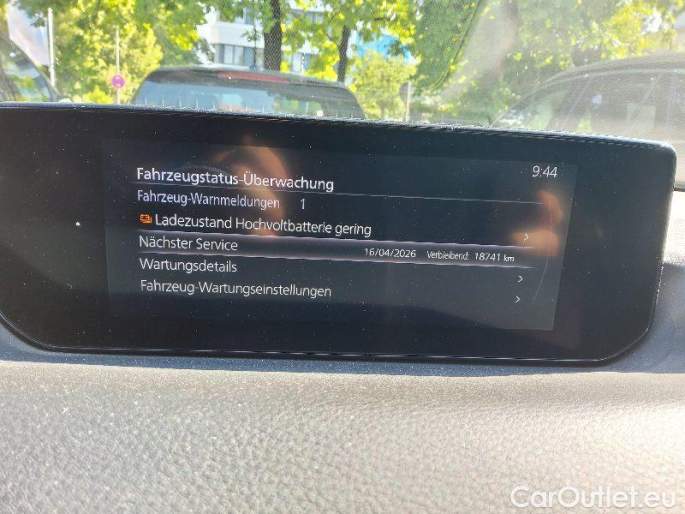 9:44
Fahrzeugstatus-Überwachung
Fahrzeug-Warnmeldungen 1
Ladezustand Hochvoltbatterie gering
Nächster Service 16/04/2026 Verbleibend: 18741 km
Wartungsdetails
Fahrzeug-Wartungseinstellungen
CarOutlet.eu